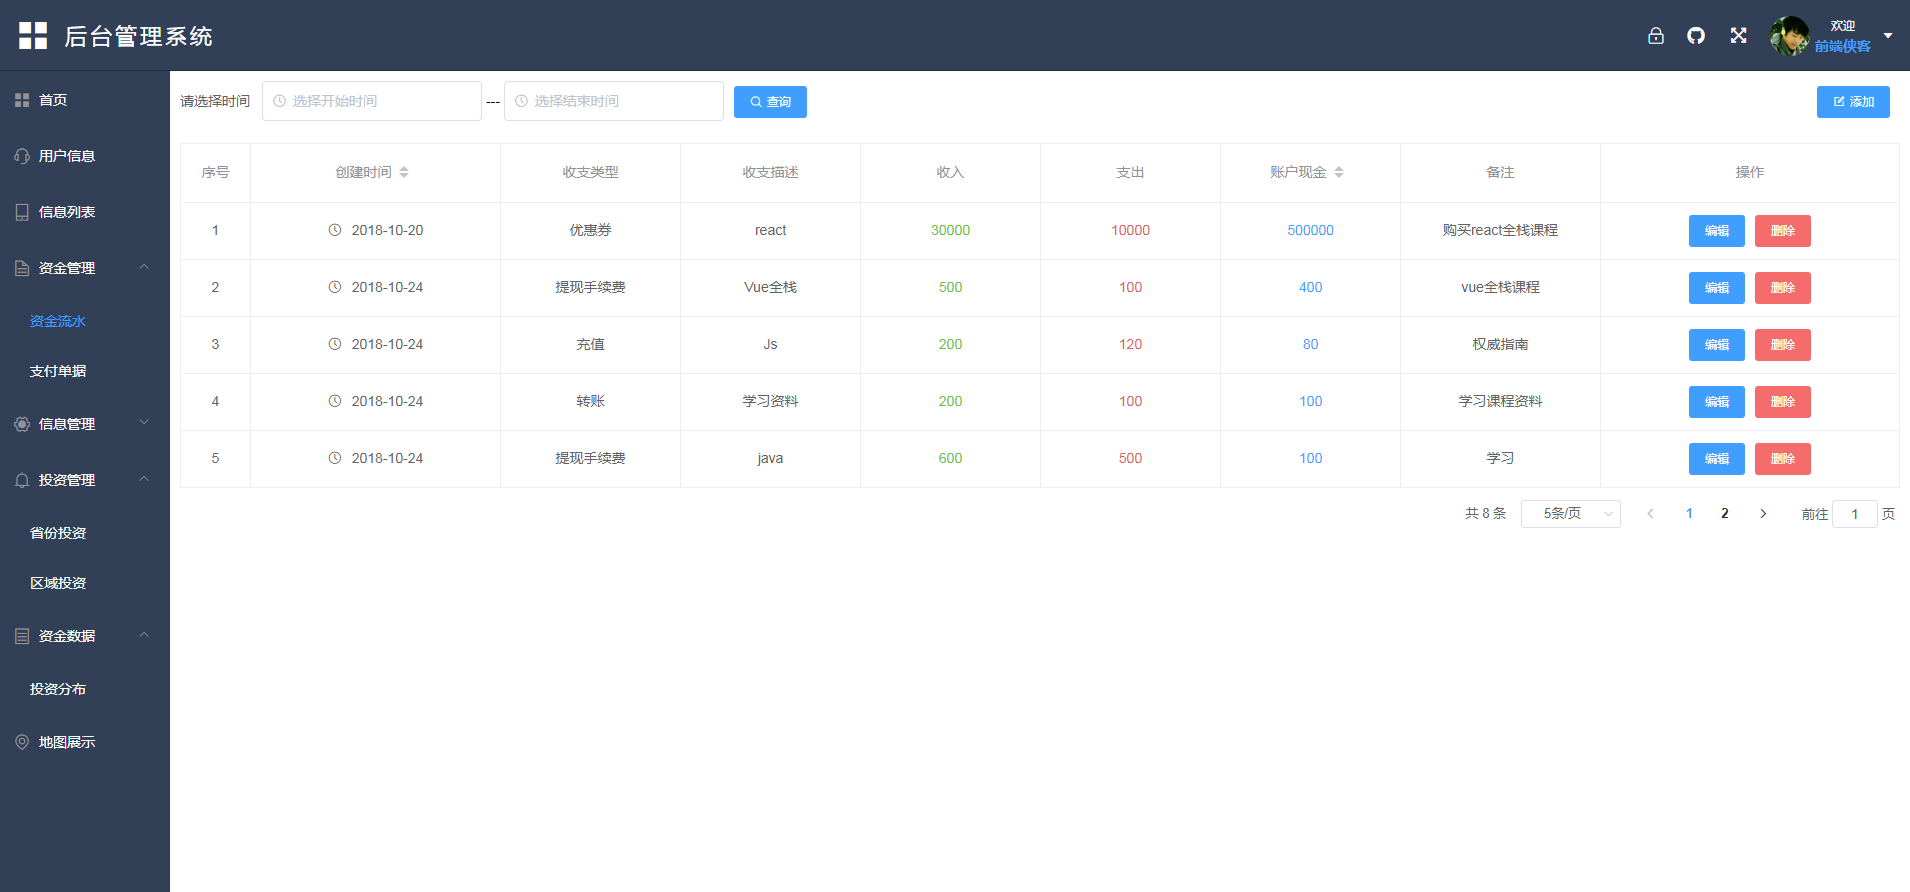 后台管理系统
欢迎
前端侠客
首页
用户信息
信息列表
资金管理
资金流水
支付单据
信息管理
投资管理
省份投资
区域投资
资金数据
投资分布
地图展示
请选择时间 选择开始时间 --- 选择结束时间 查询 添加
序号 创建时间 收支类型 收支描述 收入 支出 账户现金 备注 操作
1 2018-10-20 优惠券 react 30000 10000 500000 购买react全栈课程 编辑 删除
2 2018-10-24 提现手续费 Vue全栈 500 100 400 vue全栈课程 编辑 删除
3 2018-10-24 充值 Js 200 120 80 权威指南 编辑 删除
4 2018-10-24 转账 学习资料 200 100 100 学习课程资料 编辑 删除
5 2018-10-24 提现手续费 java 600 500 100 学习 编辑 删除
共 8 条 5条/页 1 2 前往 1 页